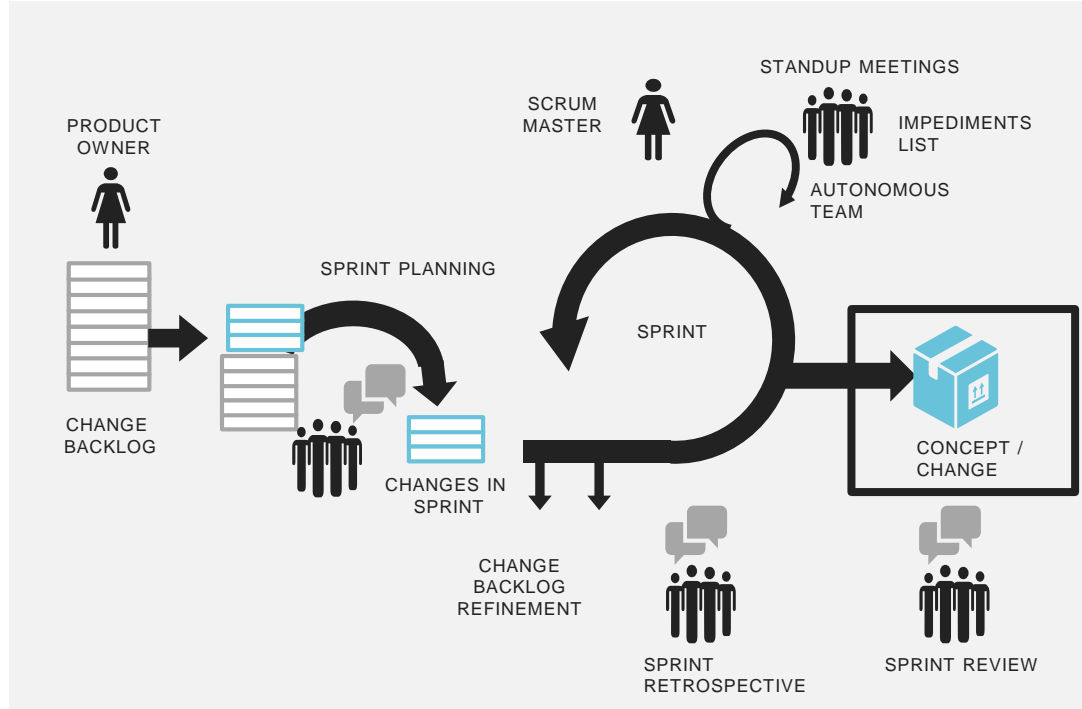 PRODUCT
OWNER
CHANGE
BACKLOG
SPRINT PLANNING
CHANGES IN
SPRINT
SCRUM
MASTER
STANDUP MEETINGS
IMPEDIMENTS
LIST
AUTONOMOUS
TEAM
SPRINT
CHANGE
BACKLOG
REFINEMENT
CONCEPT /
CHANGE
SPRINT
RETROSPECTIVE
SPRINT REVIEW